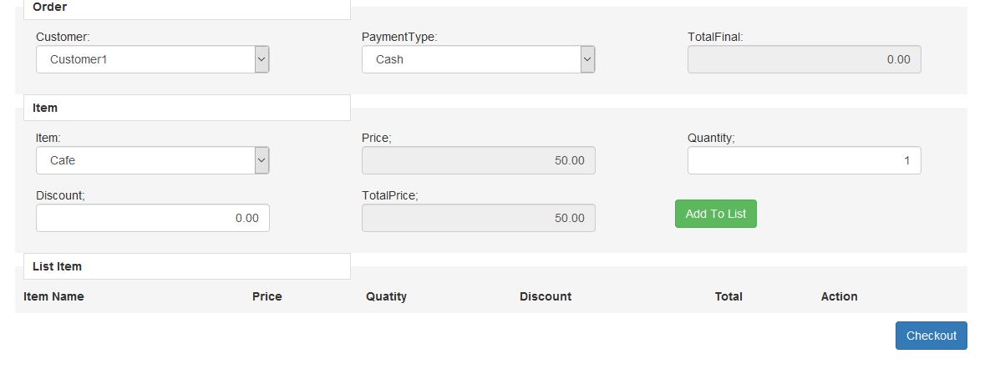 Order
Customer: PaymentType: TotalFinal:
Customer1 Cash 0.00
Item
Item: Price; Quantity;
Cafe 50.00 1
Discount; TotalPrice;
0.00 50.00 Add To List
List Item
Item Name Price Quatity Discount Total Action
Checkout